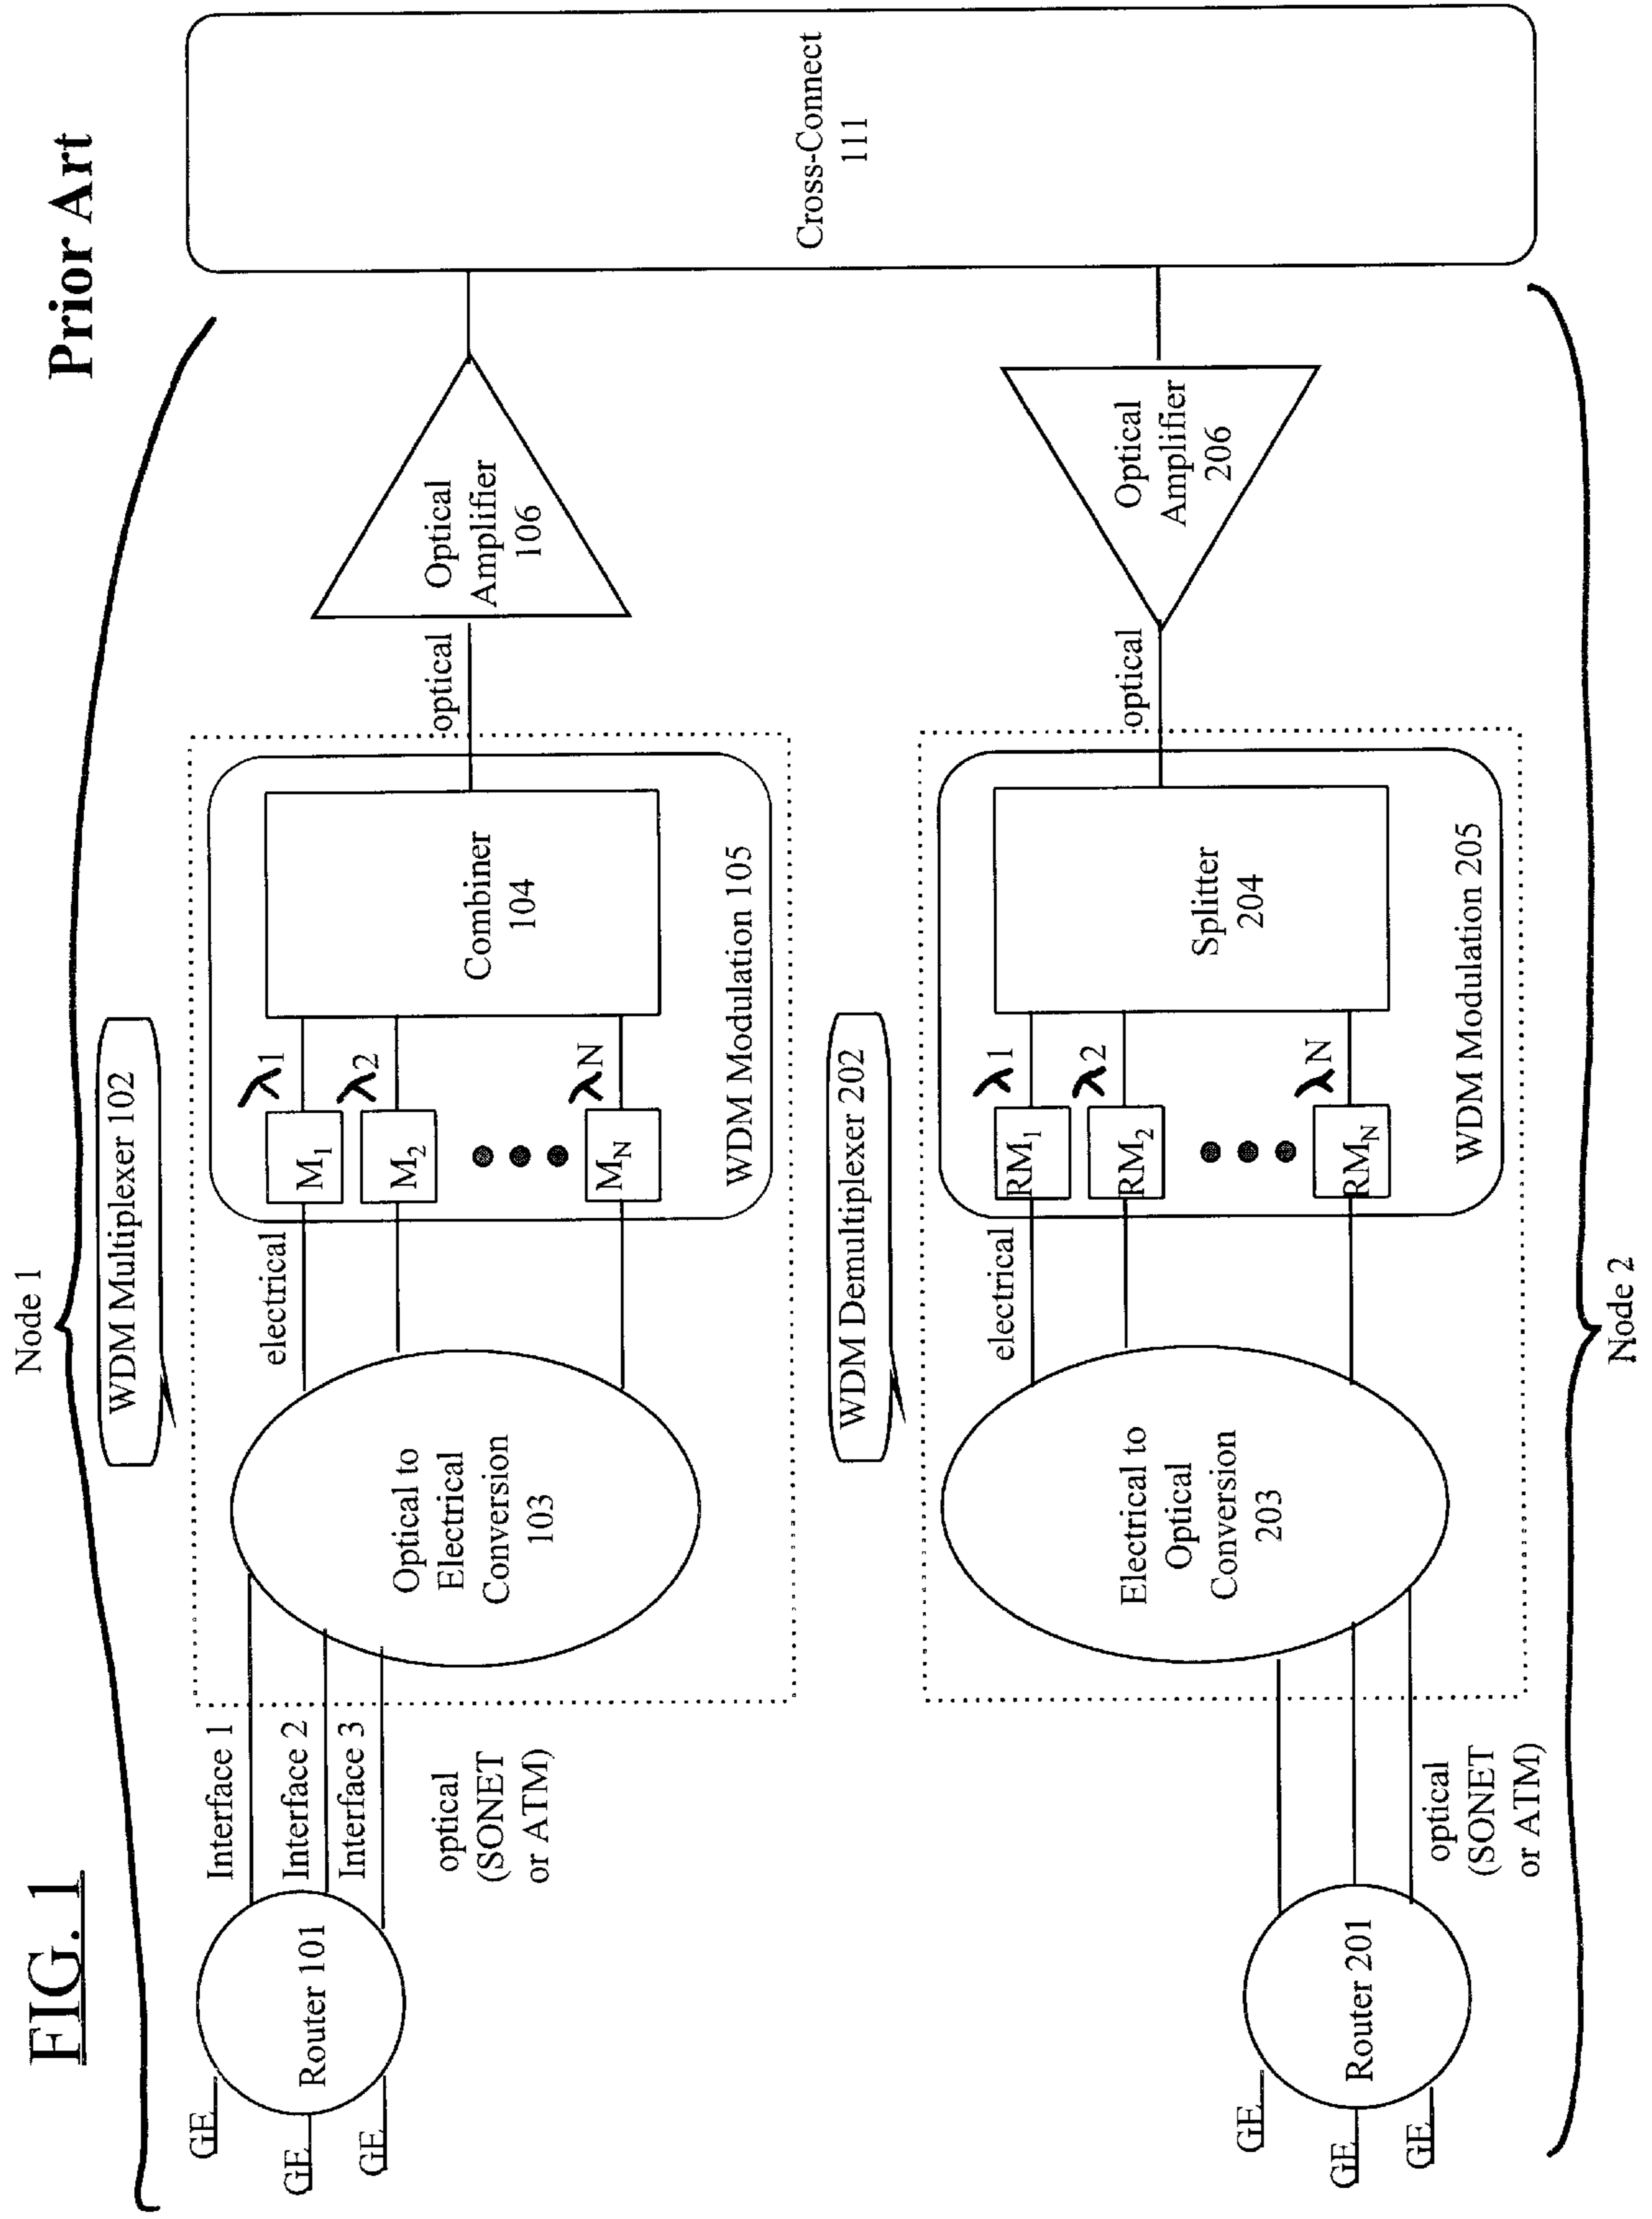 FIG. 1
Prior Art
Node 1
WDM Multiplexer 102
GE
GE
GE
Router 101
Interface 1
Interface 2
Interface 3
optical
(SONET
or ATM)
Optical to
Electrical
Conversion
103
electrical
M1
M2
MN
λ1
λ2
λN
Combiner
104
WDM Modulation 105
optical
Optical
Amplifier
106
Cross-Connect
111
WDM Demultiplexer 202
GE
GE
GE
Router 201
optical
(SONET
or ATM)
Electrical to
Optical
Conversion
203
electrical
RM1
RM2
RMN
λ1
λ2
λN
Splitter
204
WDM Modulation 205
optical
Optical
Amplifier
206
Node 2